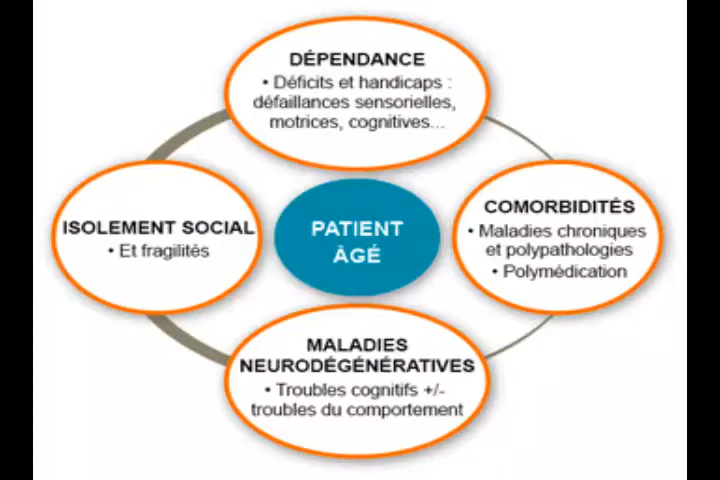 DÉPENDANCE
• Déficits et handicaps :
défaillances sensorielles,
motrices, cognitives...
ISOLEMENT SOCIAL
• Et fragilités
PATIENT
ÂGÉ
COMORBIDITÉS
• Maladies chroniques
et polypathologies
• Polymédication
MALADIES
NEURODÉGÉNÉRATIVES
• Troubles cognitifs +/-
troubles du comportement